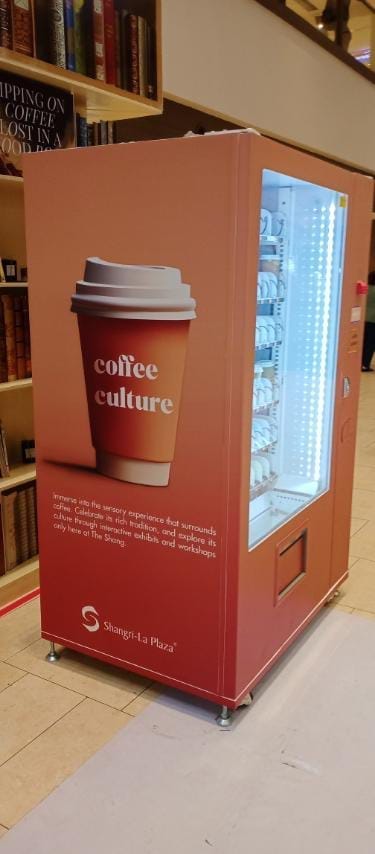 IPPING ON
COFFEE
LOST IN A
coffee
culture
Immerse into the sensory experience that surrounds
coffee. Celebrate its rich tradition, and explore its
culture through interactive exhibits and workshops
only here at The Shang.
Shangri-La Plaza®